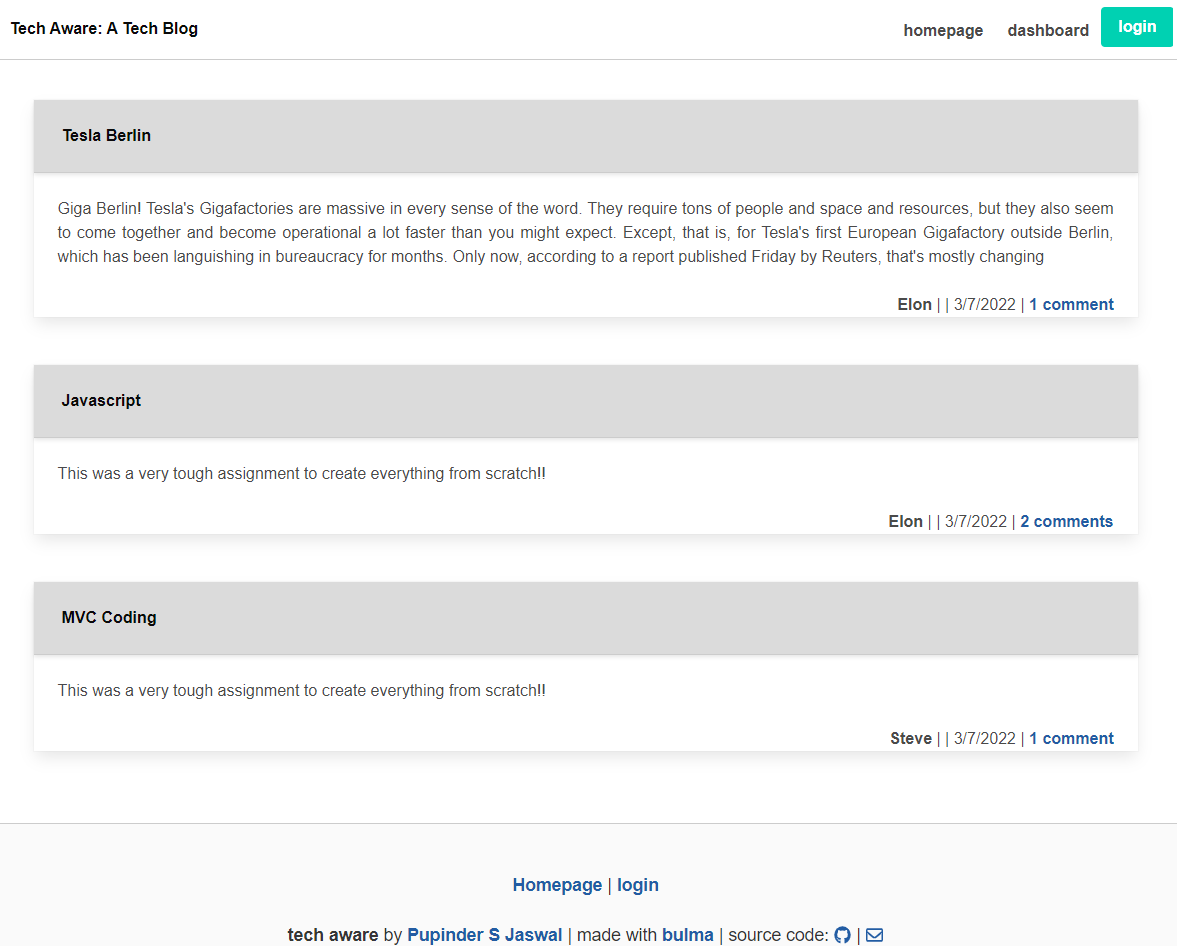 Tech Aware: A Tech Blog
homepage dashboard login
Tesla Berlin
Giga Berlin! Tesla's Gigafactories are massive in every sense of the word. They require tons of people and space and resources, but they also seem
to come together and become operational a lot faster than you might expect. Except, that is, for Tesla's first European Gigafactory outside Berlin,
which has been languishing in bureaucracy for months. Only now, according to a report published Friday by Reuters, that's mostly changing
Elon | | 3/7/2022 | 1 comment
Javascript
This was a very tough assignment to create everything from scratch!!
Elon | | 3/7/2022 | 2 comments
MVC Coding
This was a very tough assignment to create everything from scratch!!
Steve | | 3/7/2022 | 1 comment
Homepage | login
tech aware by Pupinder S Jaswal | made with bulma | source code: |